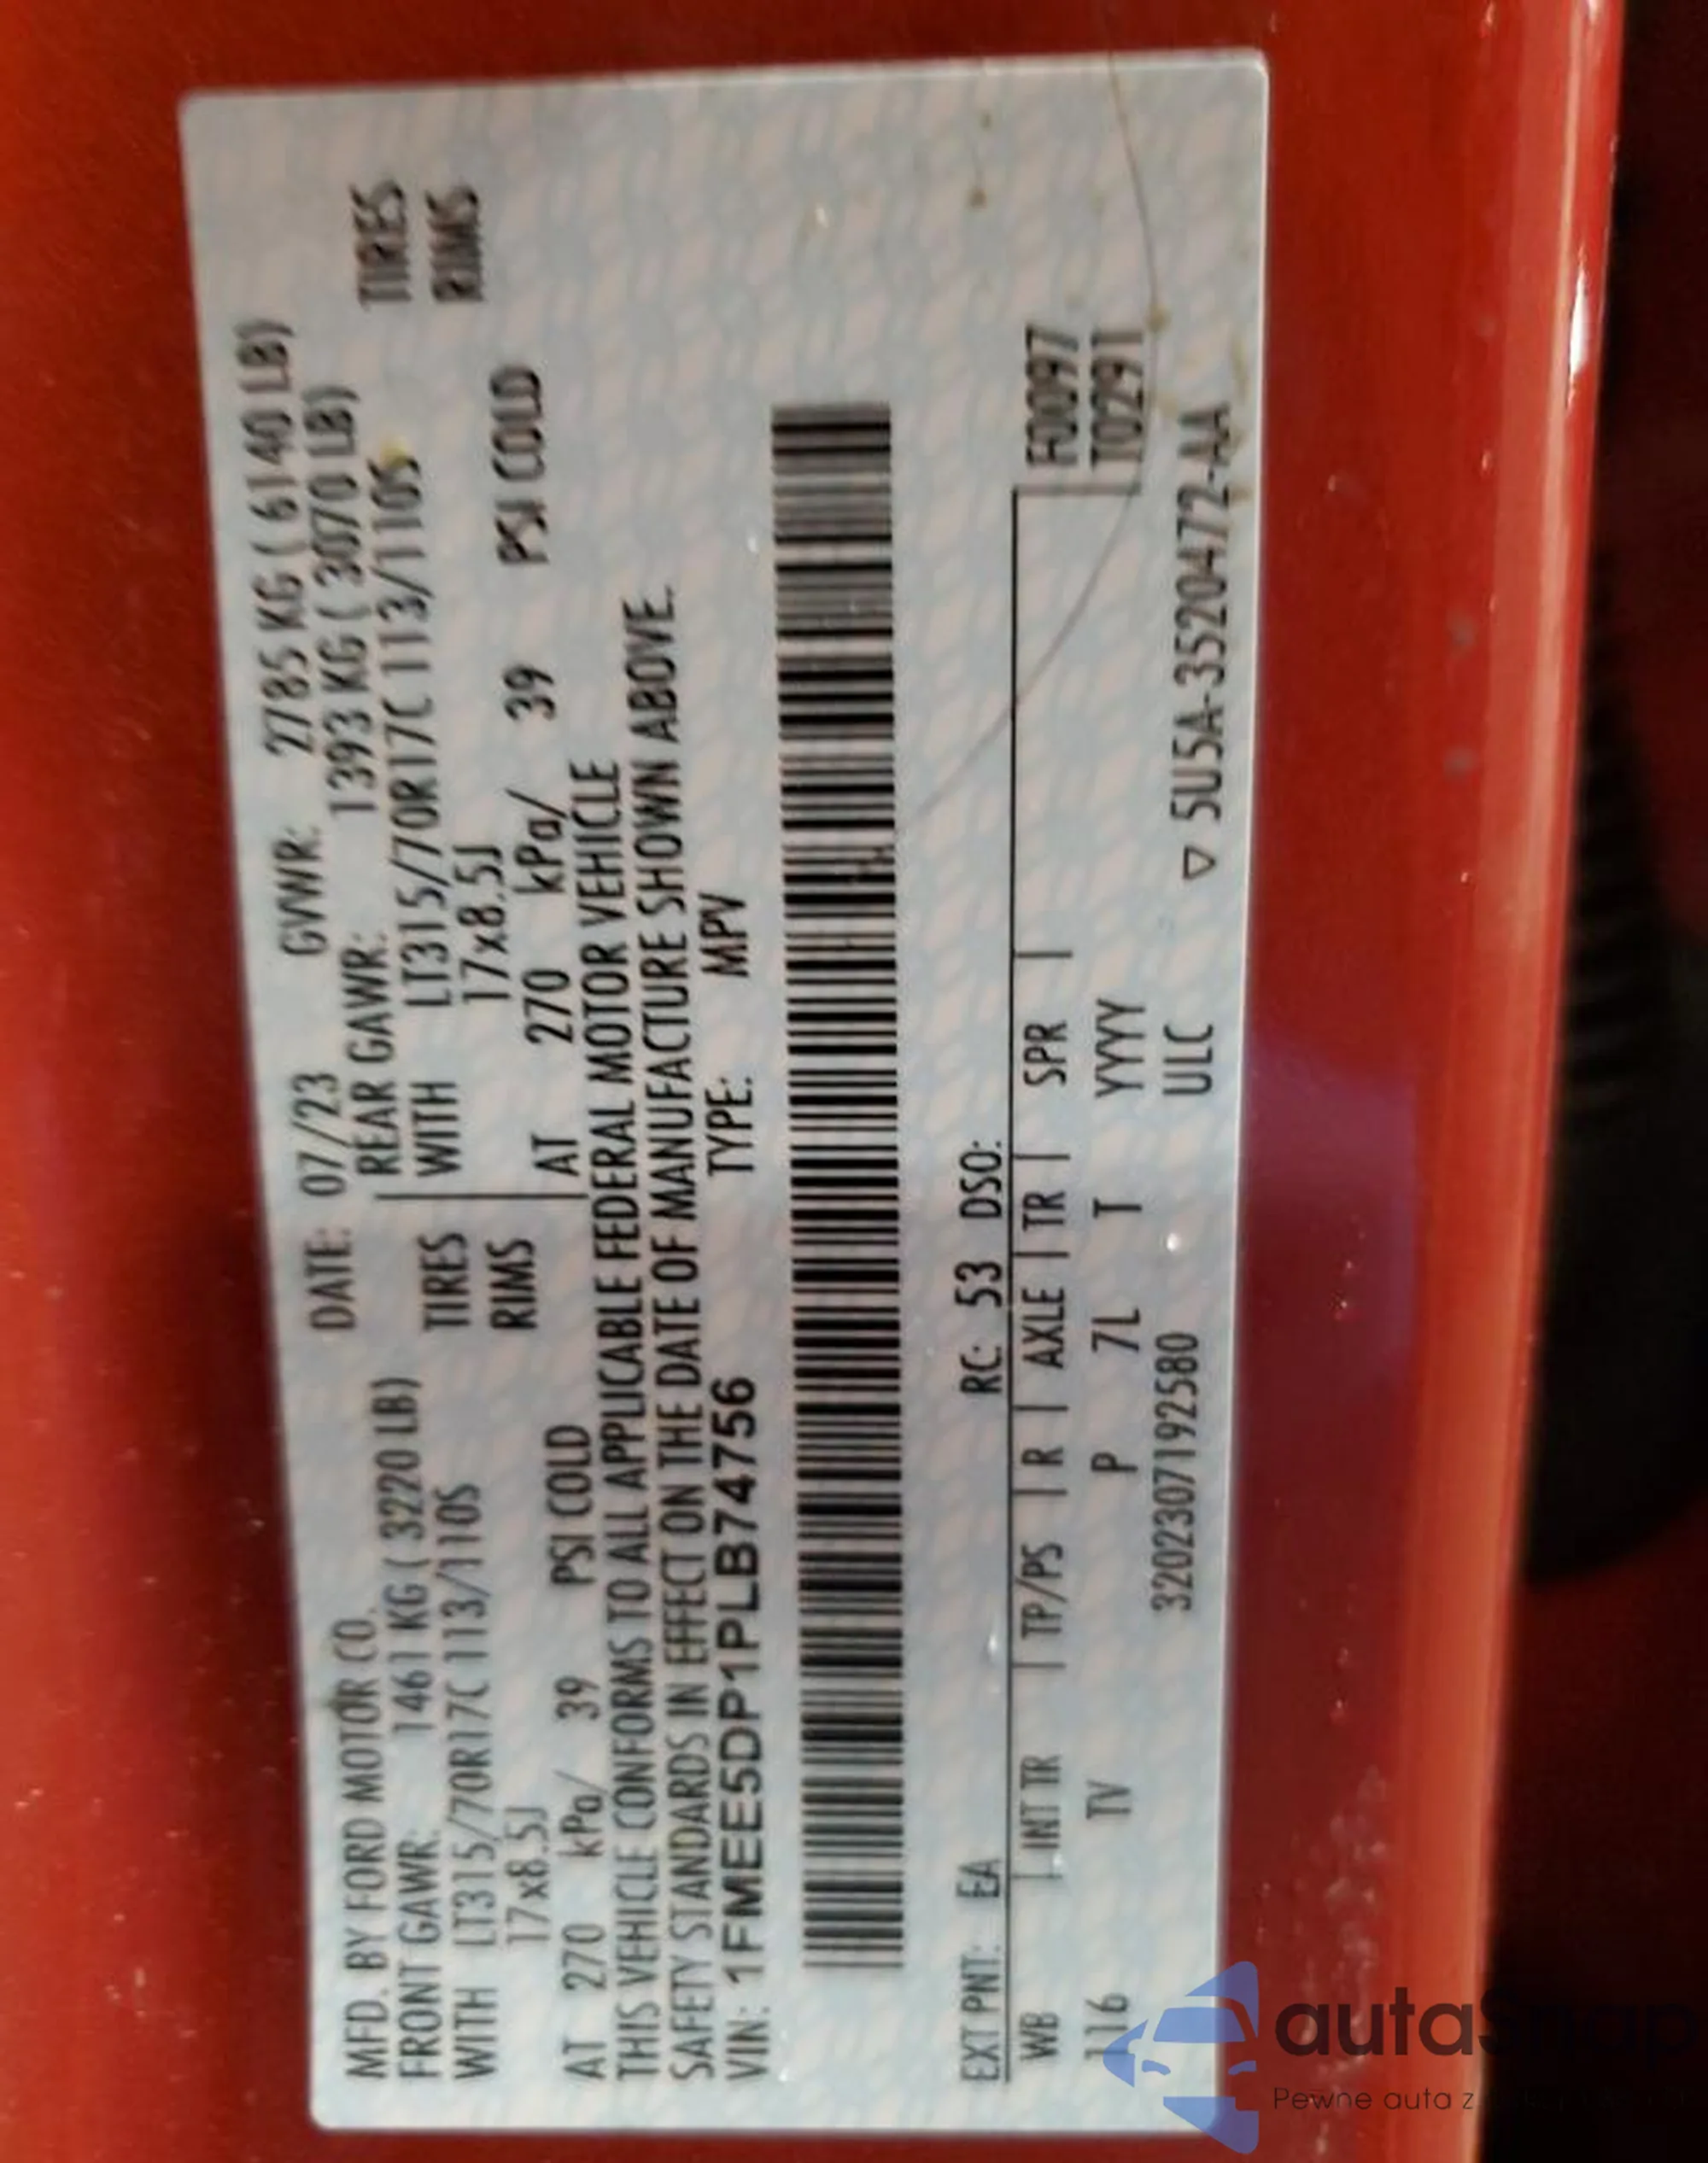 MFD. BY FORD MOTOR CO. DATE: 07/23 GVWR: 2785 KG ( 6140 LB)
FRONT GAWR: 1461 KG ( 3220 LB) REAR GAWR: 1393 KG ( 3070 LB)
WITH LT315/70R17C 113/110S TIRES WITH LT315/70R17C 113/110S TIRES
17x8.5J RIMS 17x8.5J RIMS
AT 270 kPa/ 39 PSI COLD AT 270 kPa/ 39 PSI COLD
THIS VEHICLE CONFORMS TO ALL APPLICABLE FEDERAL MOTOR VEHICLE
SAFETY STANDARDS IN EFFECT ON THE DATE OF MANUFACTURE SHOWN ABOVE.
VIN: 1FMEE5DP1PLB74756 TYPE: MPV
EXT PNT: EA RC: 53 DSO:
WB | INT TR | TP/PS | R | AXLE | TR | SPR | F0097
116 TV P 7L T YYYY T0291
3202307192580 ULC ▽ 5U5A-3520472-AA
autaSnap
Pewne auta z